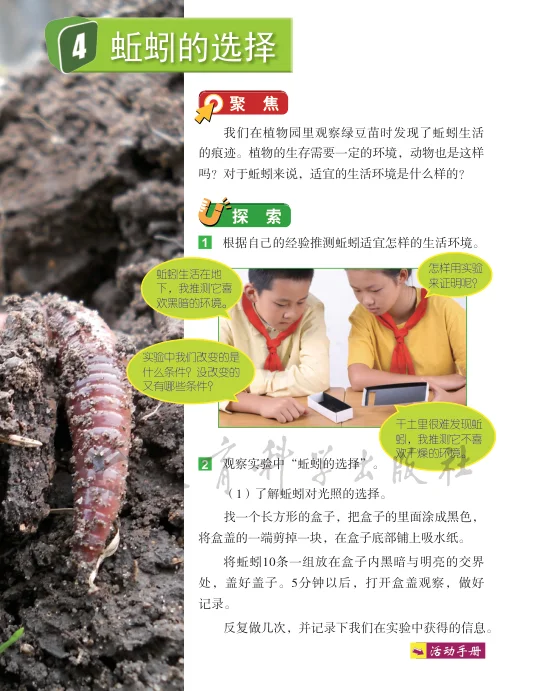 4 蚯蚓的选择
聚 焦
我们在植物园里观察绿豆苗时发现了蚯蚓生活
的痕迹。植物的生存需要一定的环境，动物也是这样
吗？对于蚯蚓来说，适宜的生活环境是什么样的？
探 索
1 根据自己的经验推测蚯蚓适宜怎样的生活环境。
蚯蚓生活在地
下，我推测它喜
欢黑暗的环境。
怎样用实验
来证明呢？
实验中我们改变的是
什么条件？没改变的
又有哪些条件？
干土里很难发现蚯
蚓，我推测它不喜
欢干燥的环境。
2 观察实验中“蚯蚓的选择”。
育科学出版社
（1）了解蚯蚓对光照的选择。
找一个长方形的盒子，把盒子的里面涂成黑色，
将盒盖的一端剪掉一块，在盒子底部铺上吸水纸。
将蚯蚓10条一组放在盒子内黑暗与明亮的交界
处，盖好盖子。5分钟以后，打开盒盖观察，做好
记录。
反复做几次，并记录下我们在实验中获得的信息。
活动手册